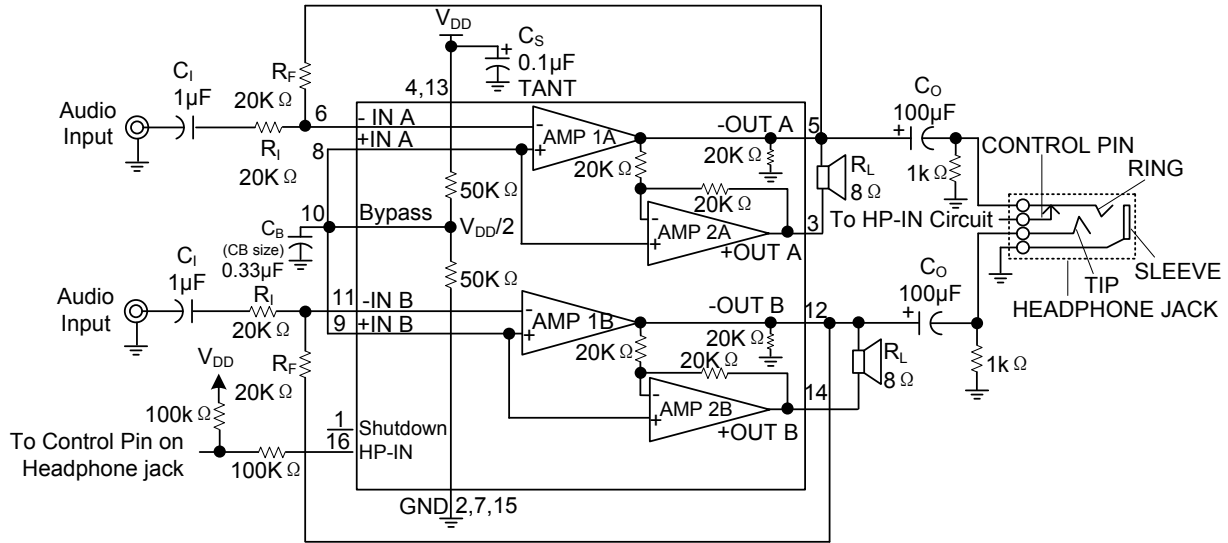 V_DD
C_S
0.1µF
TANT
C_I
1µF
R_F
20K Ω
4,13
Audio
Input
6
- IN A
+IN A
AMP 1A
-OUT A
5
C_O
100µF
R_I
20K Ω
8
20K Ω
20K Ω
R_L
8 Ω
1k Ω
CONTROL PIN
RING
50K Ω
20K Ω
To HP-IN Circuit
10
Bypass
V_DD/2
AMP 2A
3
+OUT A
C_B
(CB size)
0.33µF
TIP
SLEEVE
HEADPHONE JACK
C_I
1µF
50K Ω
C_O
100µF
Audio
Input
R_I
20K Ω
11
-IN B
9
+IN B
AMP 1B
-OUT B
12
20K Ω
20K Ω
R_L
8 Ω
1k Ω
V_DD
R_F
20K Ω
20K Ω
14
AMP 2B
+OUT B
100k Ω
1
Shutdown
16
HP-IN
To Control Pin on
Headphone jack
100K Ω
GND 2,7,15